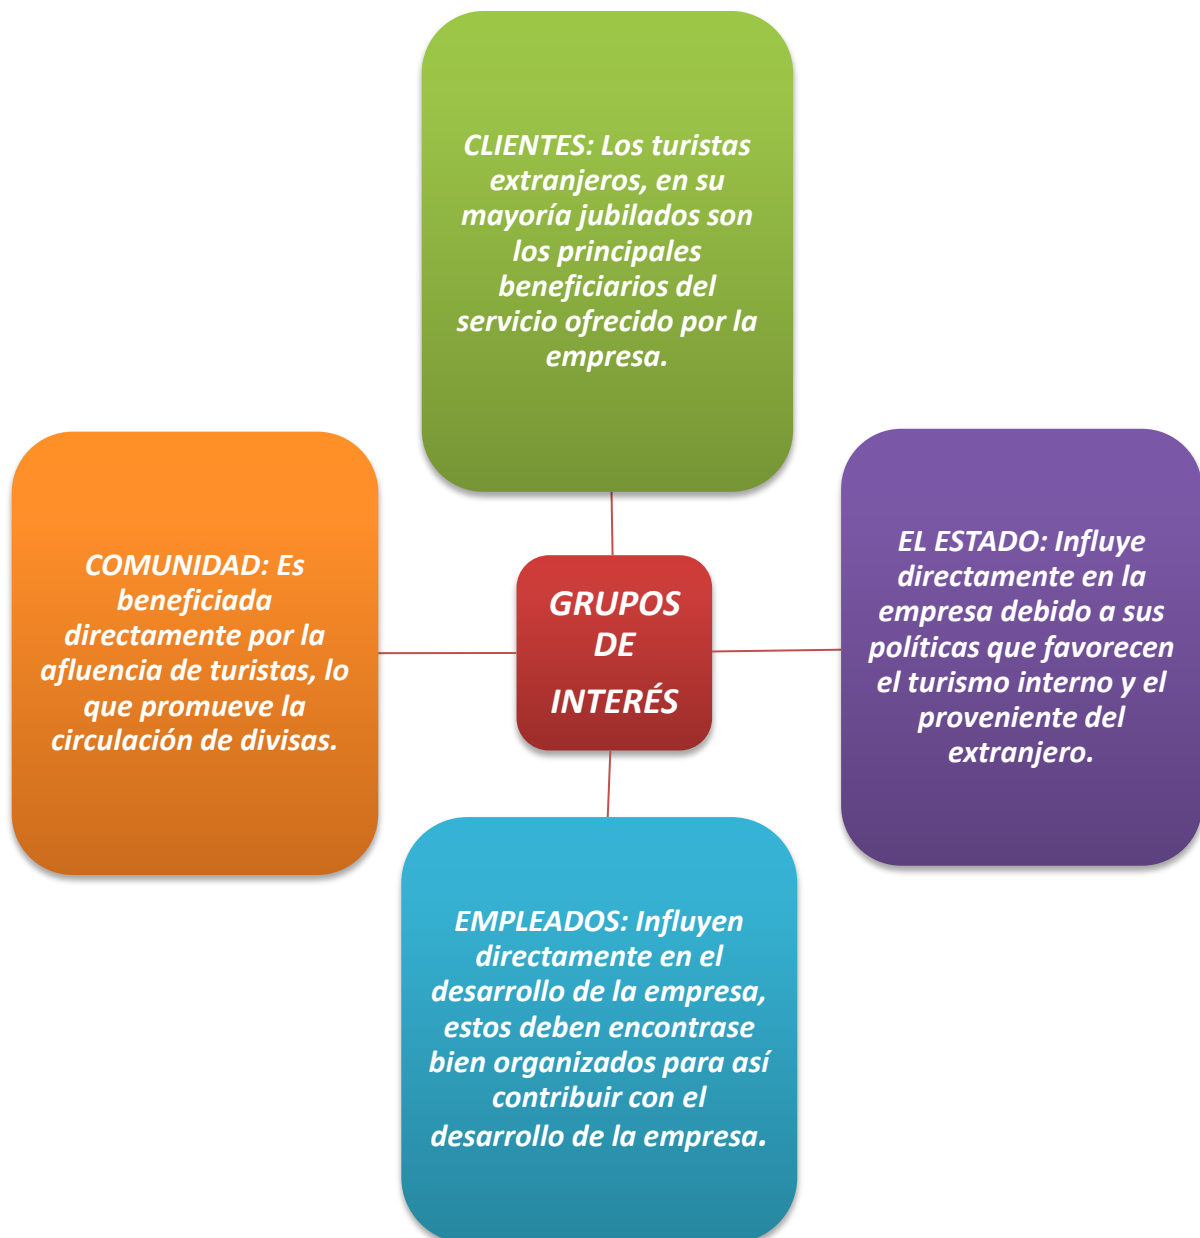 CLIENTES: Los turistas
extranjeros, en su
mayoría jubilados son
los principales
beneficiarios del
servicio ofrecido por la
empresa.
COMUNIDAD: Es
beneficiada
directamente por la
afluencia de turistas, lo
que promueve la
circulación de divisas.
GRUPOS
DE
INTERÉS
EL ESTADO: Influye
directamente en la
empresa debido a sus
políticas que favorecen
el turismo interno y el
proveniente del
extranjero.
EMPLEADOS: Influyen
directamente en el
desarrollo de la empresa,
estos deben encontrase
bien organizados para así
contribuir con el
desarrollo de la empresa.